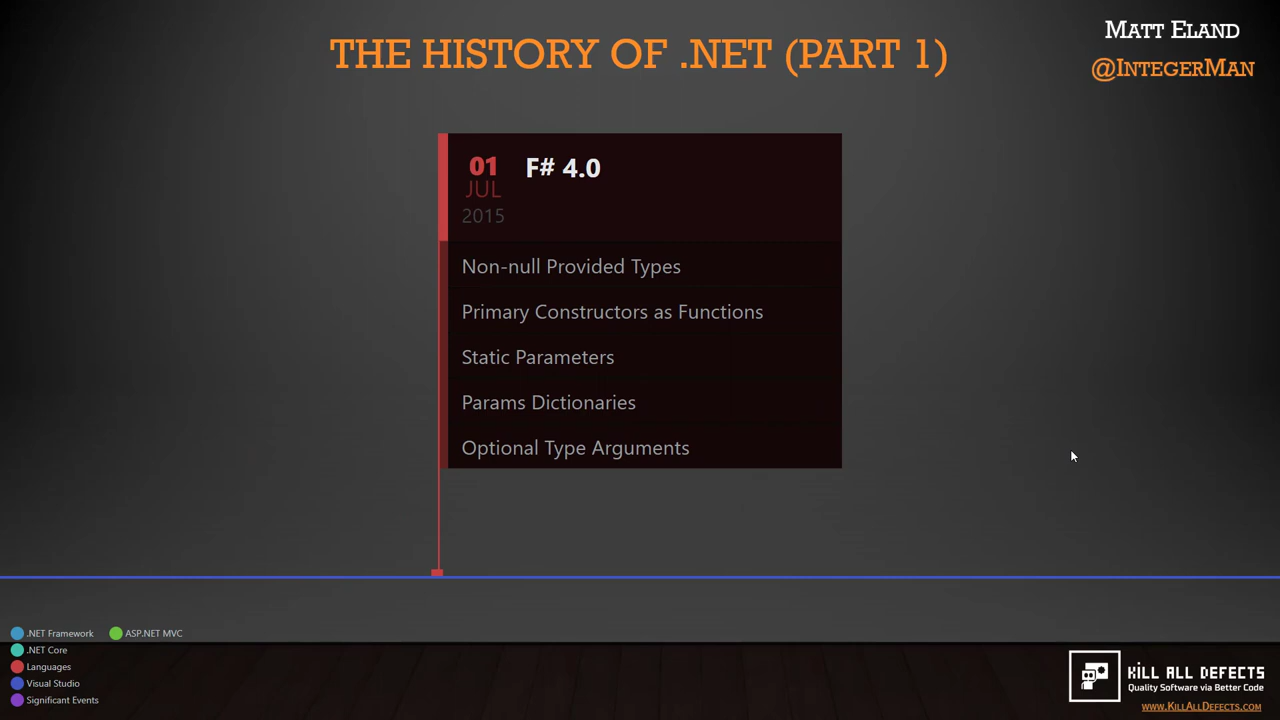 THE HISTORY OF .NET (PART 1)
MATT ELAND
@INTEGERMAN
01
JUL
2015
F# 4.0
Non-null Provided Types
Primary Constructors as Functions
Static Parameters
Params Dictionaries
Optional Type Arguments
.NET Framework
ASP.NET MVC
.NET Core
Languages
Visual Studio
Significant Events
KILL ALL DEFECTS
Quality Software via Better Code
WWW.KILLALLDEFECTS.COM